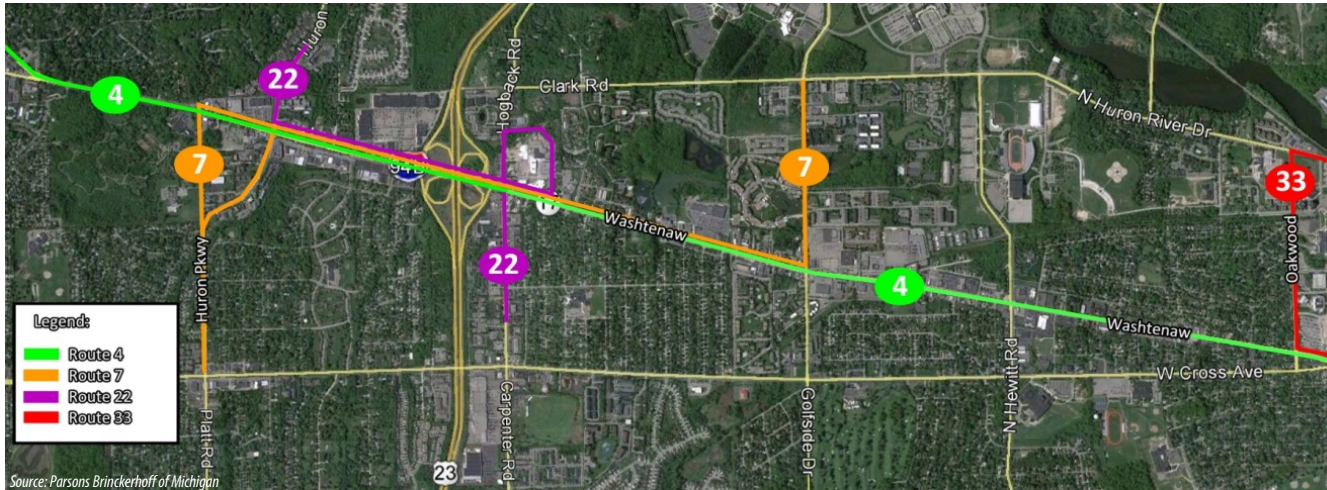 Huron
22
4
Hogback Rd
Clark Rd
N Huron River Dr
7
94BL
7
33
17
Washtenaw
22
4
Oakwood
Huron Pkwy
Washtenaw
Legend:
Route 4
Route 7
Route 22
Route 33
W Cross Ave
Platt Rd
Carpenter Rd
Golfside Dr
N Hewitt Rd
23
Source: Parsons Brinckerhoff of Michigan